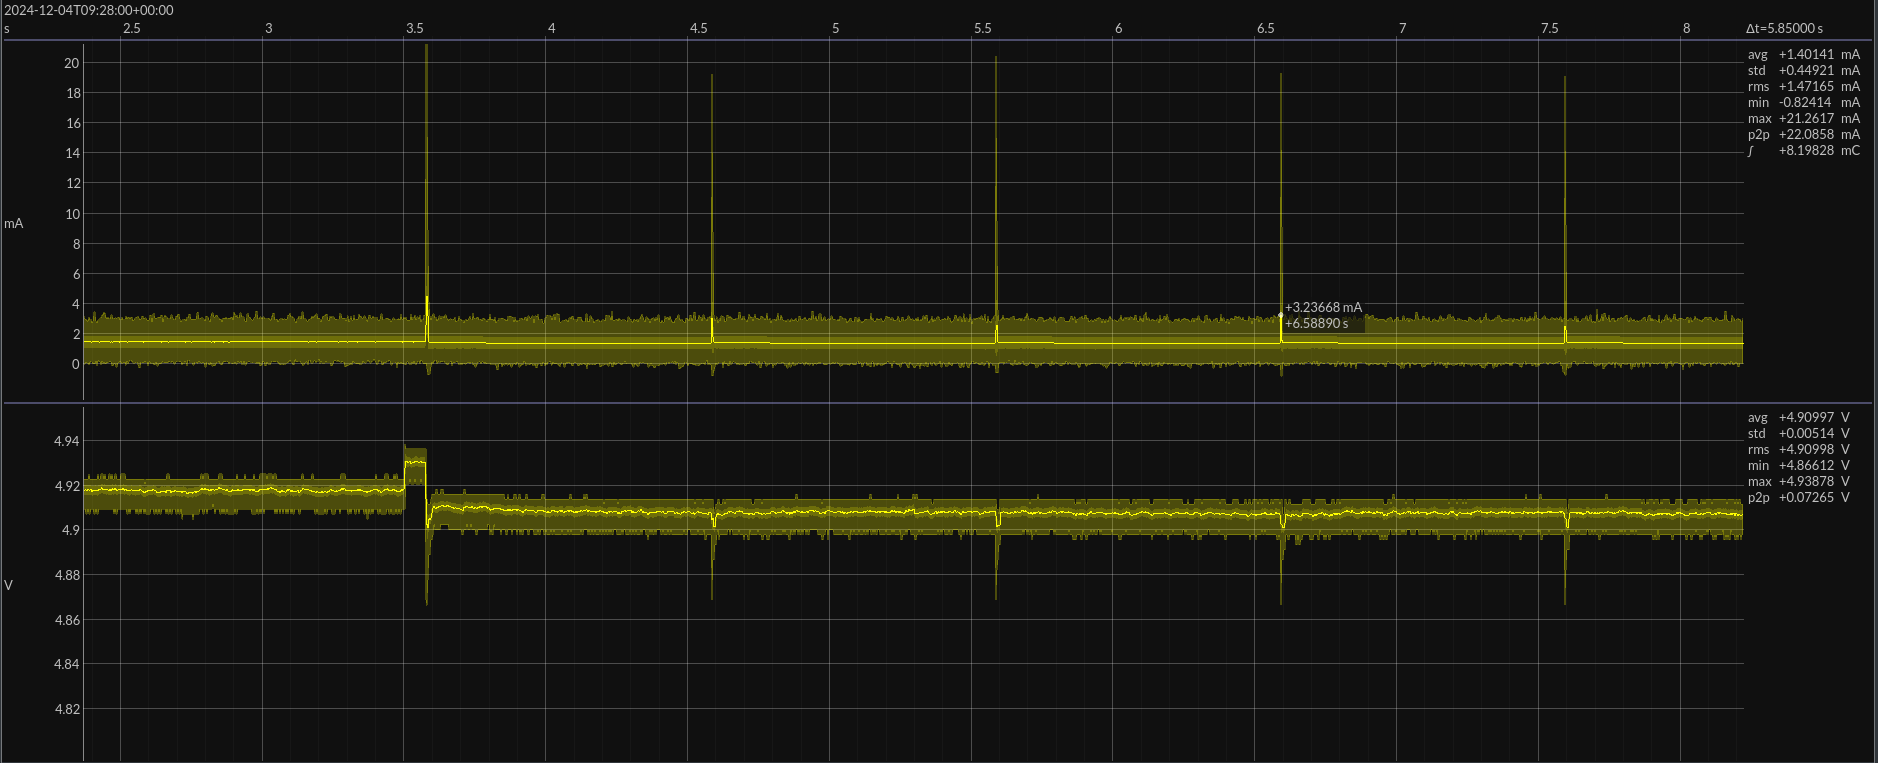 2024-12-04T09:28:00+00:00
s 2.5 3 3.5 4 4.5 5 5.5 6 6.5 7 7.5 8 Δt=5.85000 s
avg +1.40141 mA
std +0.44921 mA
rms +1.47165 mA
min -0.82414 mA
max +21.2617 mA
p2p +22.0858 mA
∫ +8.19828 mC
20
18
16
14
12
10
mA
8
6
4
2
0
+3.23668 mA
+6.58890 s
avg +4.90997 V
std +0.00514 V
rms +4.90998 V
min +4.86612 V
max +4.93878 V
p2p +0.07265 V
4.94
4.92
4.9
4.88
V
4.86
4.84
4.82